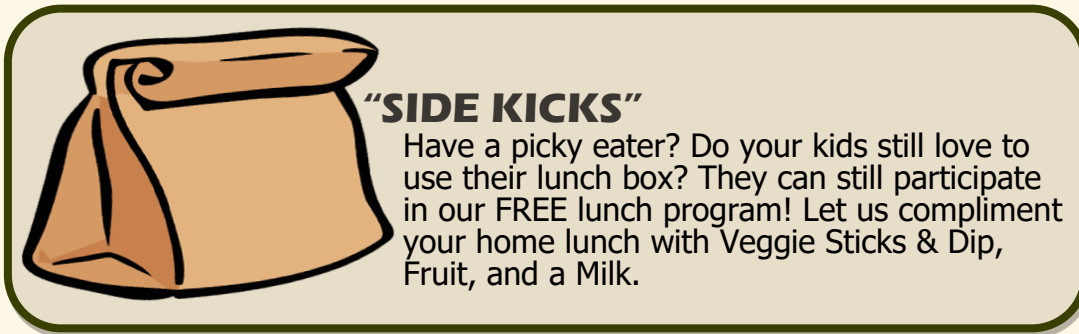 “SIDE KICKS”
Have a picky eater? Do your kids still love to
use their lunch box? They can still participate
in our FREE lunch program! Let us compliment
your home lunch with Veggie Sticks & Dip,
Fruit, and a Milk.